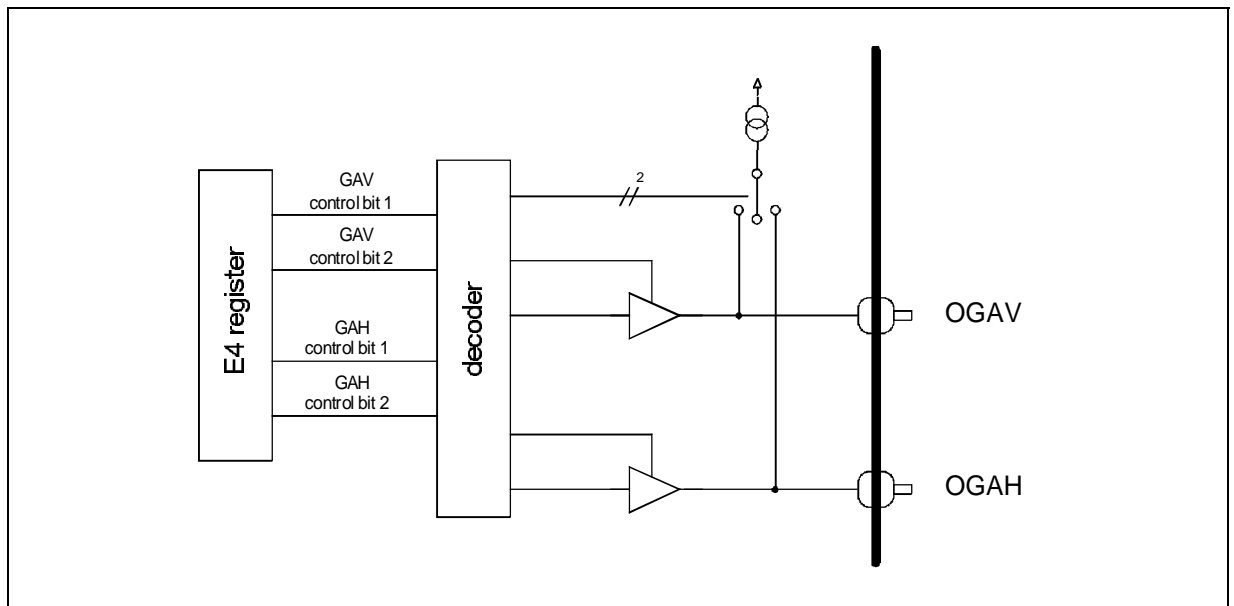 GAV
control bit 1
2
GAV
control bit 2
E4 register
decoder
OGAV
GAH
control bit 1
GAH
control bit 2
OGAH